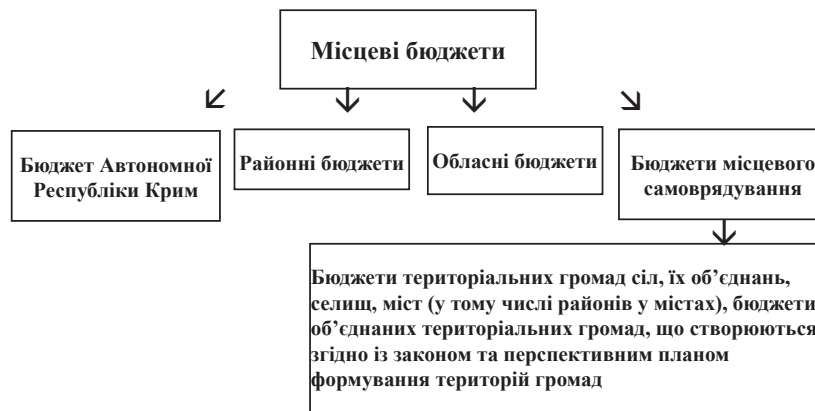 Місцеві бюджети
Бюджет Автономної
Республіки Крим
Районні бюджети
Обласні бюджети
Бюджети місцевого
самоврядування
Бюджети територіальних громад сіл, їх об’єднань,
селищ, міст (у тому числі районів у містах), бюджети
об’єднаних територіальних громад, що створюються
згідно із законом та перспективним планом
формування територій громад